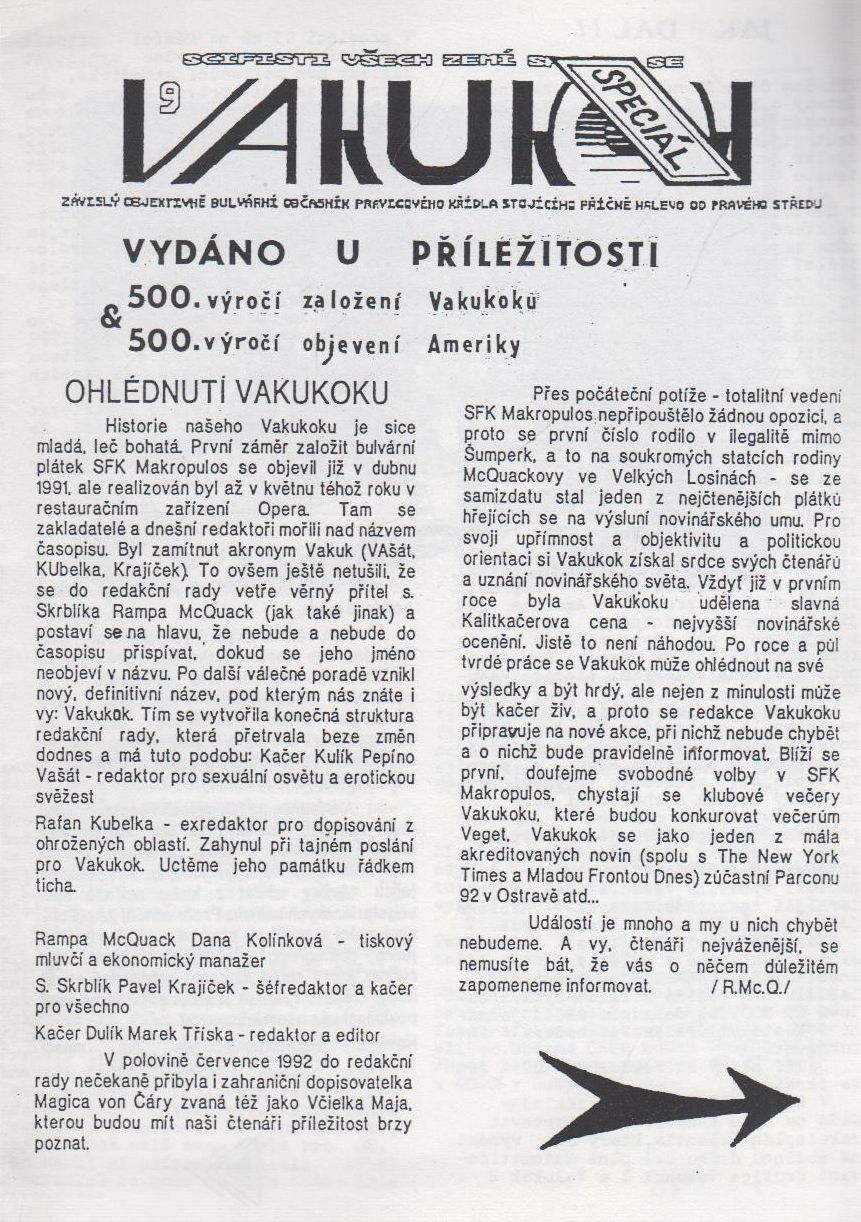 SCIFISTI VŠECH ZEMÍ SE
9
VAKUKOK
SPECIÁL
ZÁVISLÝ OBJEKTIVNĚ BULVÁRNÍ OBČASNÍK PRAVICOVÉHO KŘÍDLA STOJÍCÍHO PŘÍČNĚ NALEVO OD PRAVÉHO STŘEDU
VYDÁNO U PŘÍLEŽITOSTI
500. výročí založení Vakukoku
&
500. výročí objevení Ameriky
OHLÉDNUTÍ VAKUKOKU
Historie našeho Vakukoku je sice
mladá, leč bohatá. První záměr založit bulvární
plátek SFK Makropulos se objevil již v dubnu
1991, ale realizován byl až v květnu téhož roku v
restauračním zařízení Opera. Tam se
zakladatelé a dnešní redaktoři mořili nad názvem
časopisu. Byl zamítnut akronym Vakuk (VAšát,
KUbelka, Krajíček). To ovšem ještě netušili, že
se do redakční rady vetře věrný přítel s.
Skrblíka Rampa McQuack (jak také jinak) a
postaví se na hlavu, že nebude a nebude do
časopisu přispívat, dokud se jeho jméno
neobjeví v názvu. Po další válečné poradě vznikl
nový, definitivní název, pod kterým nás znáte i
vy: Vakukok. Tím se vytvořila konečná struktura
redakční rady, která přetrvala beze změn
dodnes a má tuto podobu: Kačer Kulík Pepíno
Vašát - redaktor pro sexuální osvětu a erotickou
svěžest
Rafan Kubelka - exredaktor pro dopisování z
ohrožených oblastí. Zahynul při tajném poslání
pro Vakukok. Uctěme jeho památku řádkem
ticha.
Rampa McQuack Dana Kolínková - tiskový
mluvčí a ekonomický manažer
S. Skrblík Pavel Krajíček - šéfredaktor a kačer
pro všechno
Kačer Dulík Marek Tříska - redaktor a editor
V polovině července 1992 do redakční
rady nečekaně přibyla i zahraniční dopisovatelka
Magica von Čáry zvaná též jako Včielka Maja,
kterou budou mít naši čtenáři příležitost brzy
poznat.
Přes počáteční potíže - totalitní vedení
SFK Makropulos nepřipouštělo žádnou opozici, a
proto se první číslo rodilo v ilegalitě mimo
Šumperk, a to na soukromých statcích rodiny
McQuackovy ve Velkých Losinách - se ze
samizdatu stal jeden z nejčtenějších plátků
hřejících se na výsluní novinářského umu. Pro
svoji upřímnost a objektivitu a politickou
orientaci si Vakukok získal srdce svých čtenářů
a uznání novinářského světa. Vždyť již v prvním
roce byla Vakukoku udělena slavná
Kalitkačerova cena - nejvyšší novinářské
ocenění. Jistě to není náhodou. Po roce a půl
tvrdé práce se Vakukok může ohlédnout na své
výsledky a být hrdý, ale nejen z minulosti může
být kačer živ, a proto se redakce Vakukoku
připravuje na nové akce, při nichž nebude chybět
a o nichž bude pravidelně informovat. Blíží se
první, doufejme svobodné volby v SFK
Makropulos, chystají se klubové večery
Vakukoku, které budou konkurovat večerům
Veget, Vakukok se jako jeden z mála
akreditovaných novin (spolu s The New York
Times a Mladou Frontou Dnes) zúčastní Parconu
92 v Ostravě atd...
Událostí je mnoho a my u nich chybět
nebudeme. A vy, čtenáři nejváženější, se
nemusíte bát, že vás o něčem důležitém
zapomeneme informovat. / R.Mc.Q./